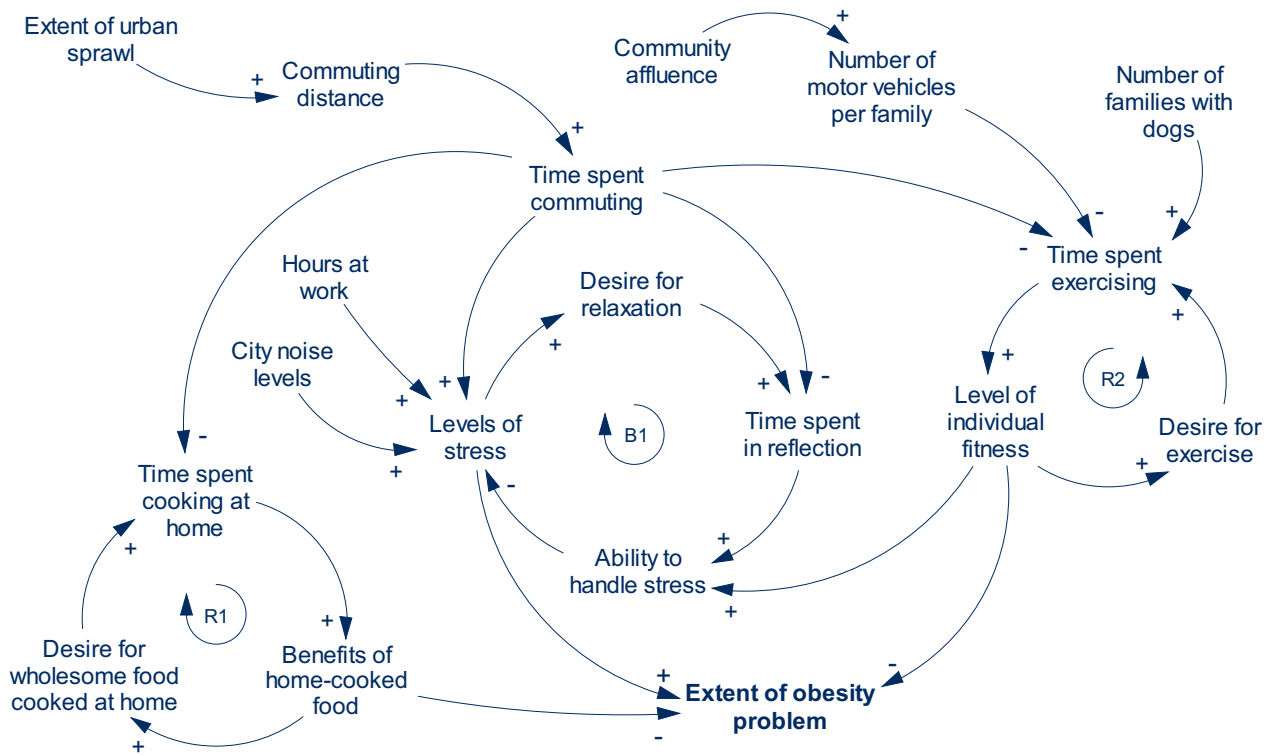 Extent of urban
sprawl
+
Commuting
distance
+
Community
affluence
+
Number of
motor vehicles
per family
Number of
families with
dogs
Time spent
commuting
-
-
+
Time spent
exercising
Hours at
work
Desire for
relaxation
+
+
City noise
levels
+
+
+
+
-
Levels of
stress
B1
Time spent
in reflection
+
Level of
individual
fitness
R2
Desire for
exercise
+
-
Time spent
cooking at
home
+
-
+
Ability to
handle stress
+
R1
+
Desire for
wholesome food
cooked at home
+
Benefits of
home-cooked
food
+
-
-
Extent of obesity
problem